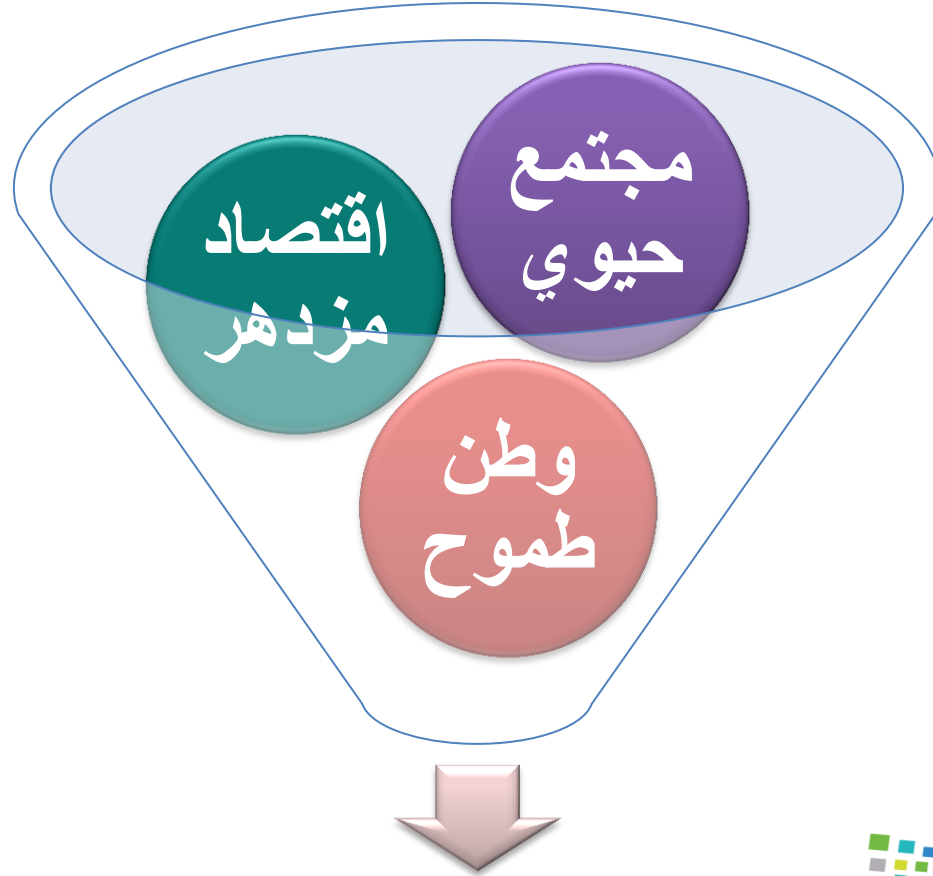 مجتمع
حيوي
اقتصاد
مزدهر
وطن
طموح